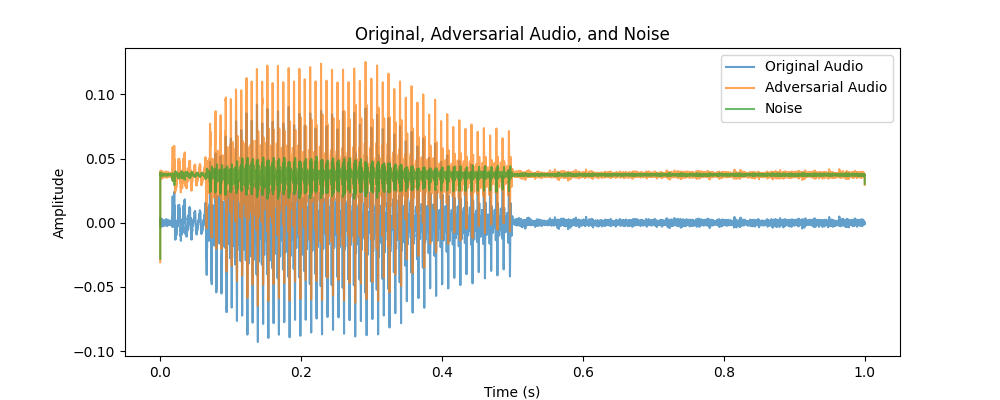 Original, Adversarial Audio, and Noise
Original Audio
Adversarial Audio
Noise
Amplitude
0.10
0.05
0.00
−0.05
−0.10
0.0
0.2
0.4
0.6
0.8
1.0
Time (s)